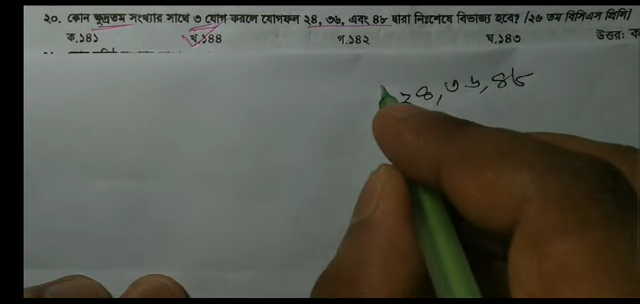 ২০. কোন ক্ষুদ্রতম সংখ্যার সাথে ৩ যোগ করলে যোগফল ২৪, ৩৬, এবং ৪৮ দ্বারা নিঃশেষে বিভাজ্য হবে? [২৬ তম বিসিএস প্রিলি]
ক.১৪১ খ.১৪৪ গ.১৪২ ঘ.১৪৩ উত্তর: ক
২৪, ৩৬, ৪৮